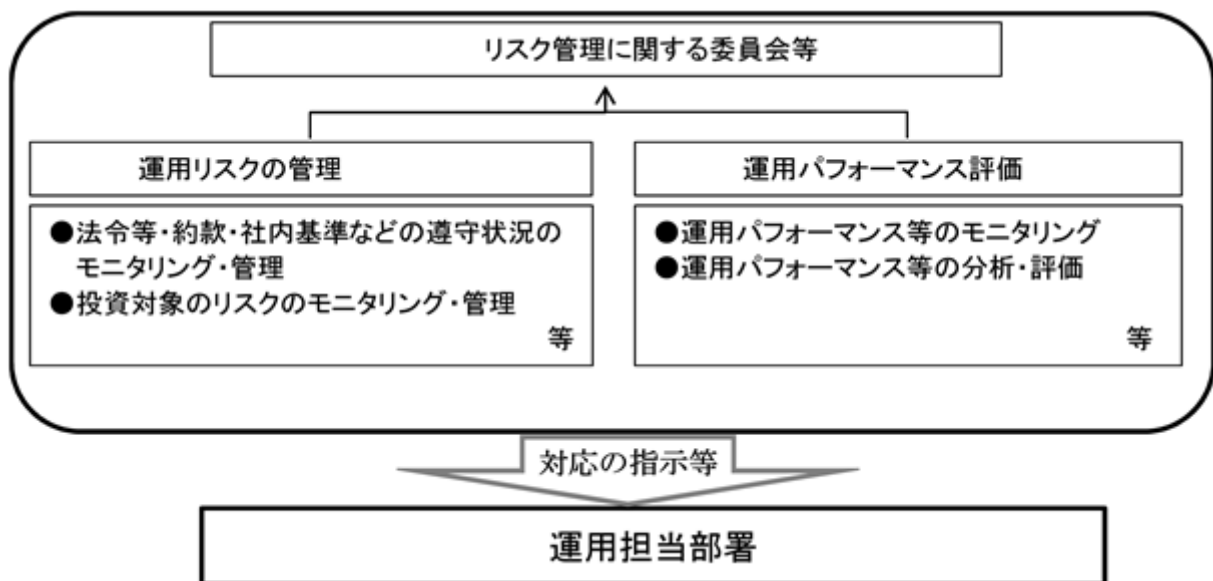 リスク管理に関する委員会等
運用リスクの管理
●法令等・約款・社内基準などの遵守状況の
モニタリング・管理
●投資対象のリスクのモニタリング・管理
等
運用パフォーマンス評価
●運用パフォーマンス等のモニタリング
●運用パフォーマンス等の分析・評価
等
対応の指示等
運用担当部署